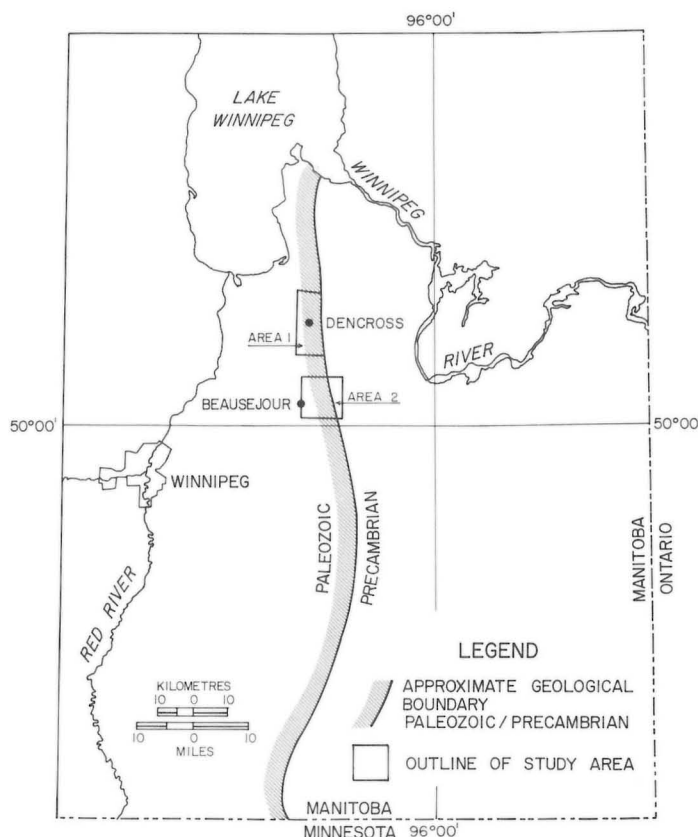 96°00'
LAKE
WINNIPEG
WINNIPEG
RIVER
DENCROSS
AREA 1
BEAUSEJOUR
AREA 2
50°00'
50°00'
WINNIPEG
PALEOZOIC
PRECAMBRIAN
MANITOBA
ONTARIO
RED RIVER
LEGEND
KILOMETRES
10 0 10
10 0 10
MILES
APPROXIMATE GEOLOGICAL
BOUNDARY
PALEOZOIC / PRECAMBRIAN
OUTLINE OF STUDY AREA
MANITOBA
MINNESOTA
96°00'